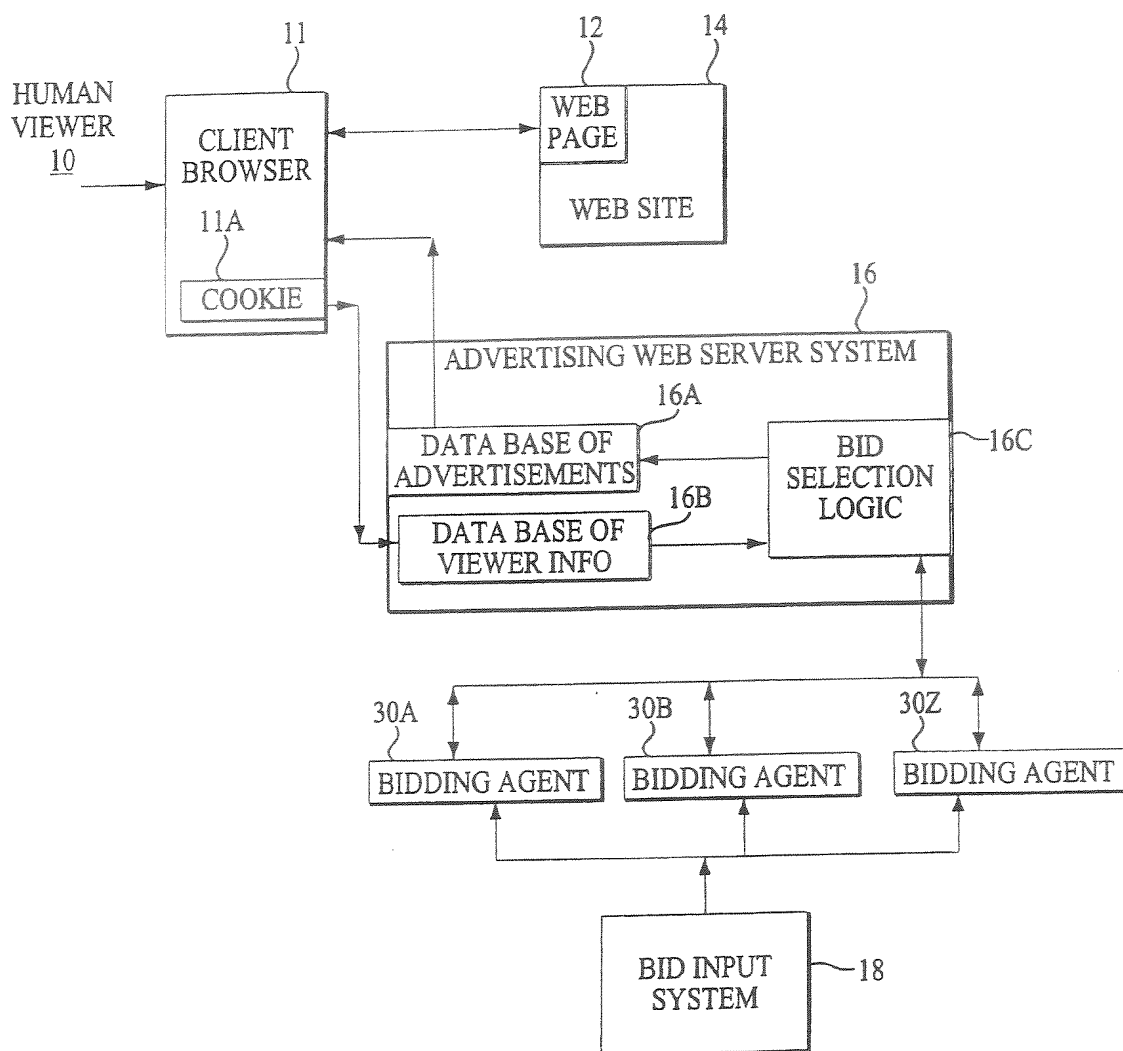 11
12
14
HUMAN
VIEWER
10
CLIENT
BROWSER
WEB
PAGE
WEB SITE
11A
COOKIE
16
ADVERTISING WEB SERVER SYSTEM
16A
DATA BASE OF
ADVERTISEMENTS
BID
SELECTION
LOGIC
16C
16B
DATA BASE OF
VIEWER INFO
30A
30B
30Z
BIDDING AGENT
BIDDING AGENT
BIDDING AGENT
BID INPUT
SYSTEM
18